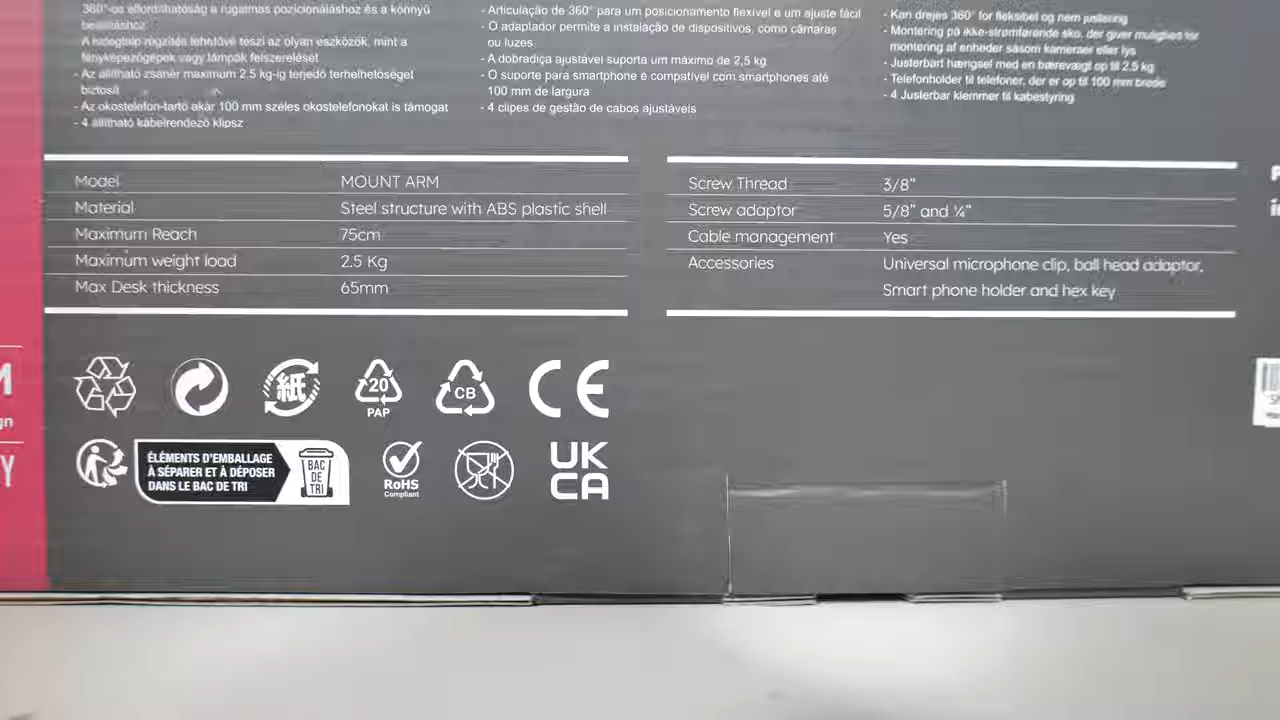 360°-os elfordíthatóság a rugalmas pozicionáláshoz és a könnyű
beállításhoz
A hidegtalp rögzítés lehetővé teszi az olyan eszközök, mint a
fényképezőgépek vagy lámpák felszerelését
- Az állítható zsanér maximum 2.5 kg-ig terjedő terhelhetőséget
biztosít
- Az okostelefon-tartó akár 100 mm széles okostelefonokat is támogat
- 4 állítható kábelrendező klipsz
- Articulação de 360° para um posicionamento flexível e um ajuste fácil
- O adaptador permite a instalação de dispositivos, como câmaras
ou luzes
- A dobradiça ajustável suporta um máximo de 2,5 kg
- O suporte para smartphone é compatível com smartphones até
100 mm de largura
- 4 clipes de gestão de cabos ajustáveis
- Kan drejes 360° for fleksibel og nem justering
- Montering på ikke-strømførende sko, der giver mulighed for
montering af enheder såsom kameraer eller lys
- Justerbart hængsel med en bæreevægt op til 2.5 kg
- Telefonholder til telefoner, der er op til 100 mm brede
- 4 Justerbar klemmer til kabestyring
Model MOUNT ARM
Material Steel structure with ABS plastic shell
Maximum Reach 75cm
Maximum weight load 2.5 Kg
Max Desk thickness 65mm
Screw Thread 3/8"
Screw adaptor 5/8" and ¼"
Cable management Yes
Accessories Universal microphone clip, ball head adaptor,
Smart phone holder and hex key
紙
20
PAP
CB
CE
ÉLÉMENTS D'EMBALLAGE
À SÉPARER ET À DÉPOSER
DANS LE BAC DE TRI
BAC
DE
TRI
RoHS
Compliant
UK
CA